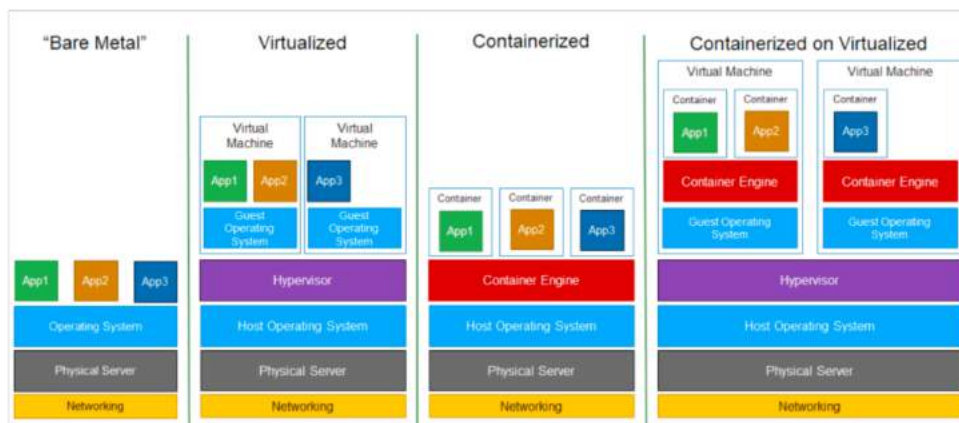 “Bare Metal”
App1
App2
App3
Operating System
Physical Server
Networking
Virtualized
Virtual
Machine
Virtual
Machine
App1
App2
App3
Guest
Operating
System
Guest
Operating
System
Hypervisor
Host Operating System
Physical Server
Networking
Containerized
Container
Container
Container
App1
App2
App3
Container Engine
Host Operating System
Physical Server
Networking
Containerized on Virtualized
Virtual Machine
Virtual Machine
Container
Container
Container
App1
App2
App3
Container Engine
Container Engine
Guest Operating
System
Guest Operating
System
Hypervisor
Host Operating System
Physical Server
Networking